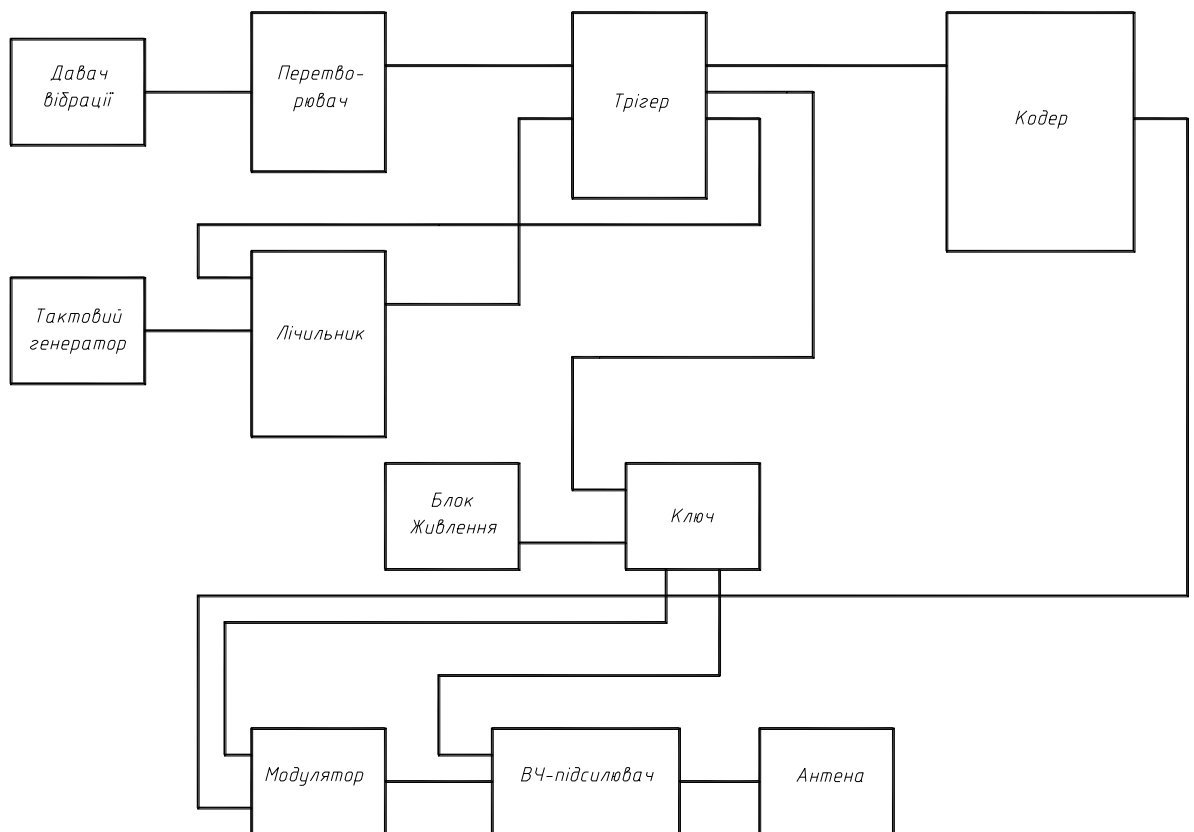 Давач
вібрації
Перетво-
рювач
Трігер
Кодер
Тактовий
генератор
Лічильник
Блок
Живлення
Ключ
Модулятор
ВЧ-підсилювач
Антена